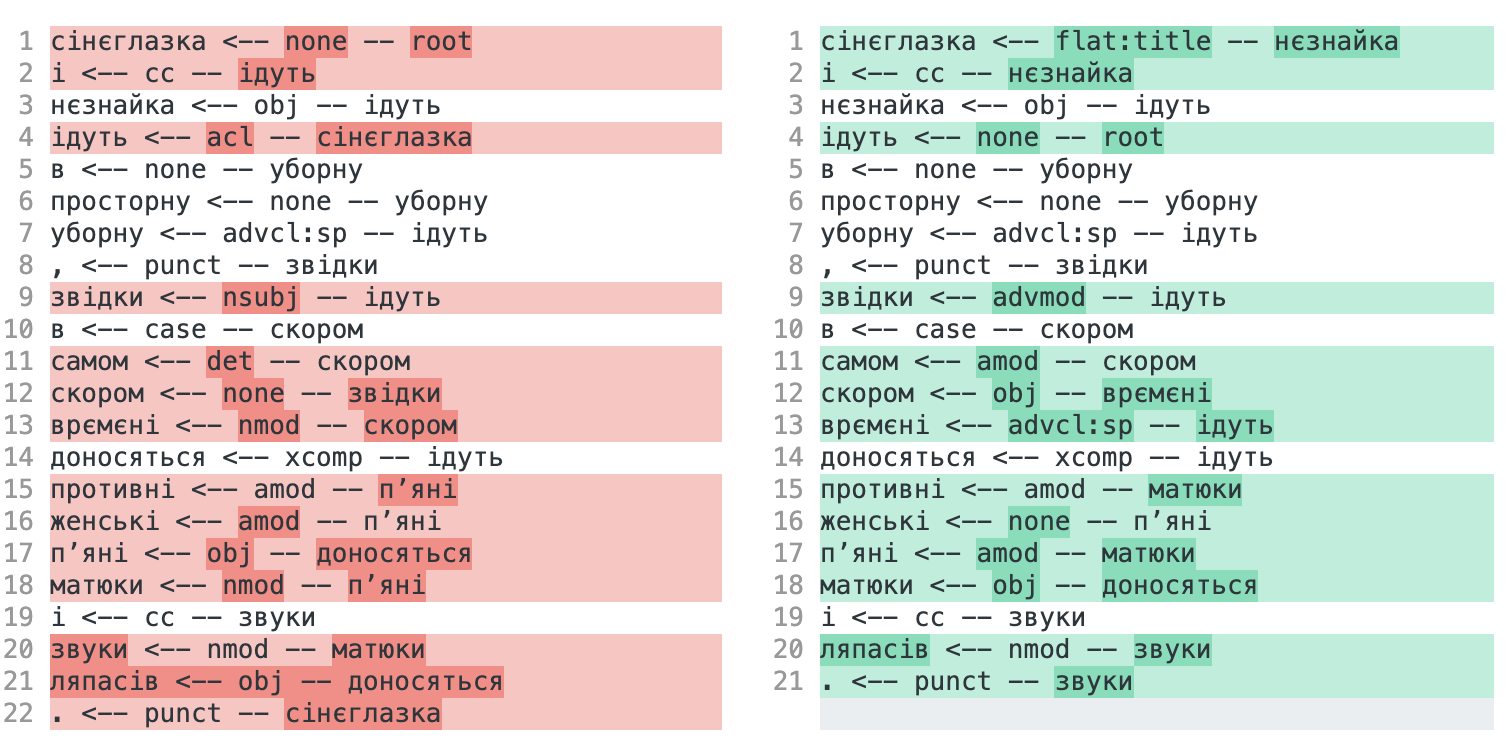 1 сінєглазка <-- none -- root
2 і <-- cc -- ідуть
3 нєзнайка <-- obj -- ідуть
4 ідуть <-- acl -- сінєглазка
5 в <-- none -- уборну
6 просторну <-- none -- уборну
7 уборну <-- advcl:sp -- ідуть
8 , <-- punct -- звідки
9 звідки <-- nsubj -- ідуть
10 в <-- case -- скором
11 самом <-- det -- скором
12 скором <-- none -- звідки
13 врємєні <-- nmod -- скором
14 доносяться <-- xcomp -- ідуть
15 противні <-- amod -- п’яні
16 женські <-- amod -- п’яні
17 п’яні <-- obj -- доносяться
18 матюки <-- nmod -- п’яні
19 і <-- cc -- звуки
20 звуки <-- nmod -- матюки
21 ляпасів <-- obj -- доносяться
22 . <-- punct -- сінєглазка
1 сінєглазка <-- flat:title -- нєзнайка
2 і <-- cc -- нєзнайка
3 нєзнайка <-- obj -- ідуть
4 ідуть <-- none -- root
5 в <-- none -- уборну
6 просторну <-- none -- уборну
7 уборну <-- advcl:sp -- ідуть
8 , <-- punct -- звідки
9 звідки <-- advmod -- ідуть
10 в <-- case -- скором
11 самом <-- amod -- скором
12 скором <-- obj -- врємєні
13 врємєні <-- advcl:sp -- ідуть
14 доносяться <-- xcomp -- ідуть
15 противні <-- amod -- матюки
16 женські <-- none -- п’яні
17 п’яні <-- amod -- матюки
18 матюки <-- obj -- доносяться
19 і <-- cc -- звуки
20 ляпасів <-- nmod -- звуки
21 . <-- punct -- звуки